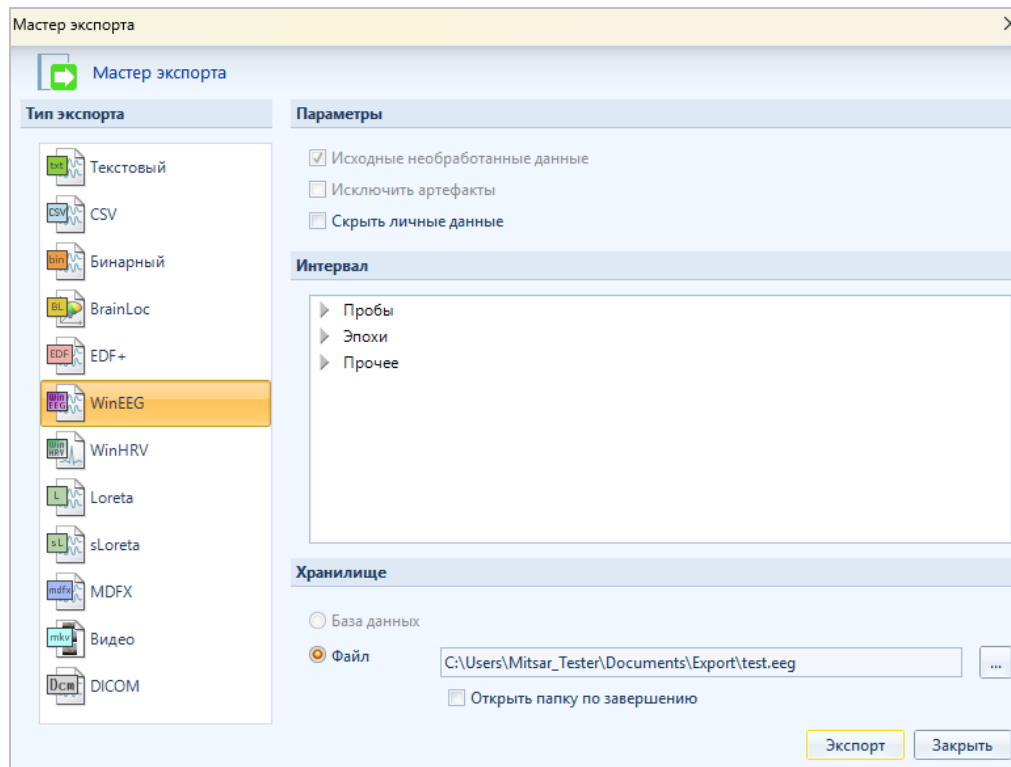 Мастер экспорта
Мастер экспорта
Тип экспорта
txt Текстовый
CSV CSV
bin Бинарный
BL BrainLoc
EDF EDF+
Win EEG WinEEG
Win HRV WinHRV
L Loreta
sL sLoreta
mdfx MDFX
mkv Видео
Dcm DICOM
Параметры
Исходные необработанные данные
Исключить артефакты
Скрыть личные данные
Интервал
Пробы
Эпохи
Прочее
Хранилище
База данных
Файл
C:\Users\Mitsar_Tester\Documents\Export\test.eeg
...
Открыть папку по завершению
Экспорт
Закрыть